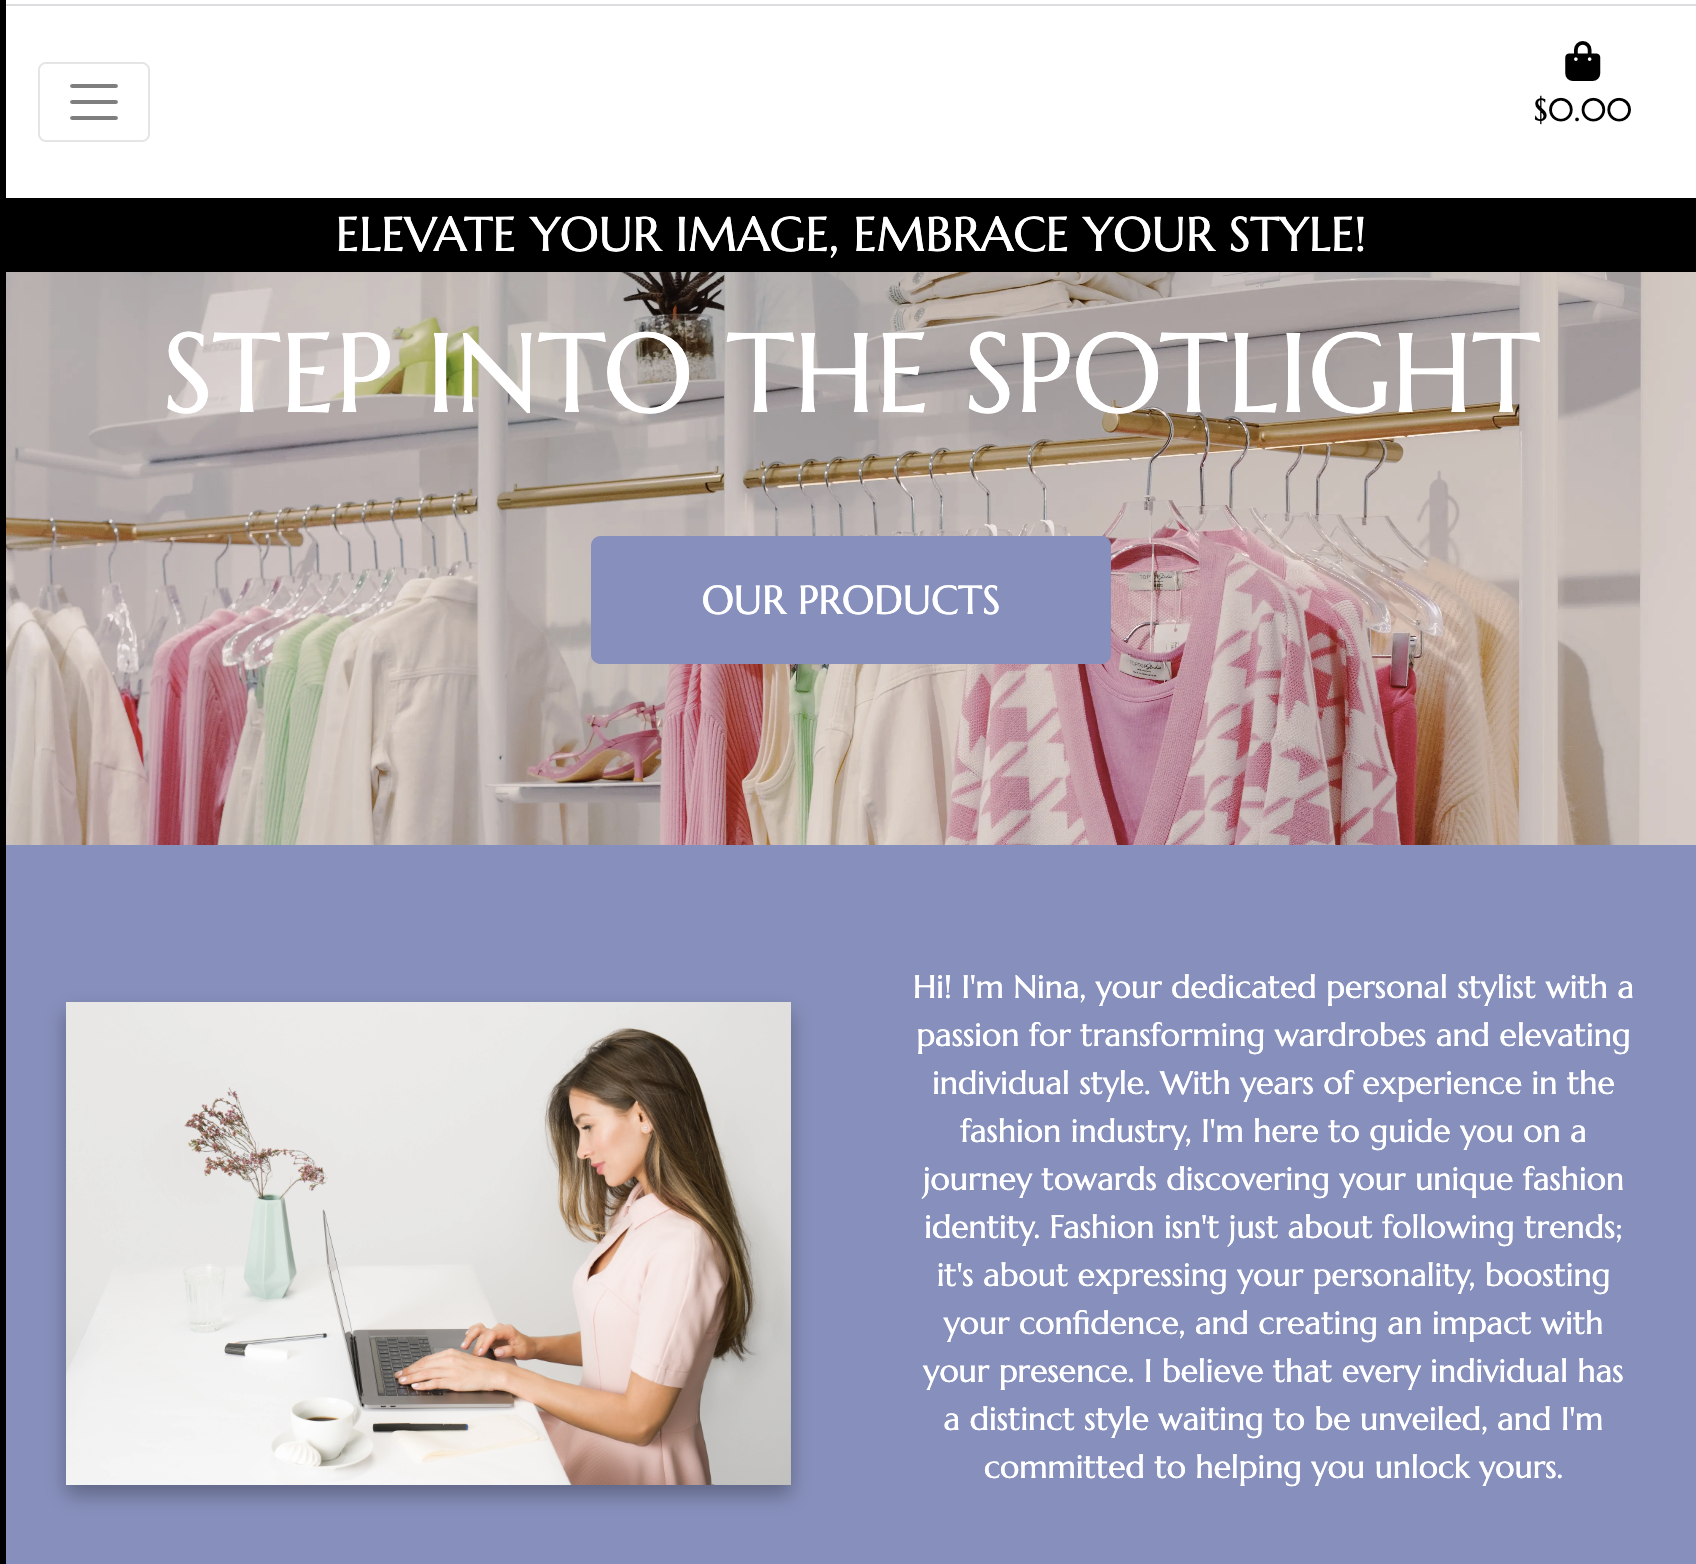 $0.00
ELEVATE YOUR IMAGE, EMBRACE YOUR STYLE!
STEP INTO THE SPOTLIGHT
OUR PRODUCTS
Hi! I'm Nina, your dedicated personal stylist with a
passion for transforming wardrobes and elevating
individual style. With years of experience in the
fashion industry, I'm here to guide you on a
journey towards discovering your unique fashion
identity. Fashion isn't just about following trends;
it's about expressing your personality, boosting
your confidence, and creating an impact with
your presence. I believe that every individual has
a distinct style waiting to be unveiled, and I'm
committed to helping you unlock yours.